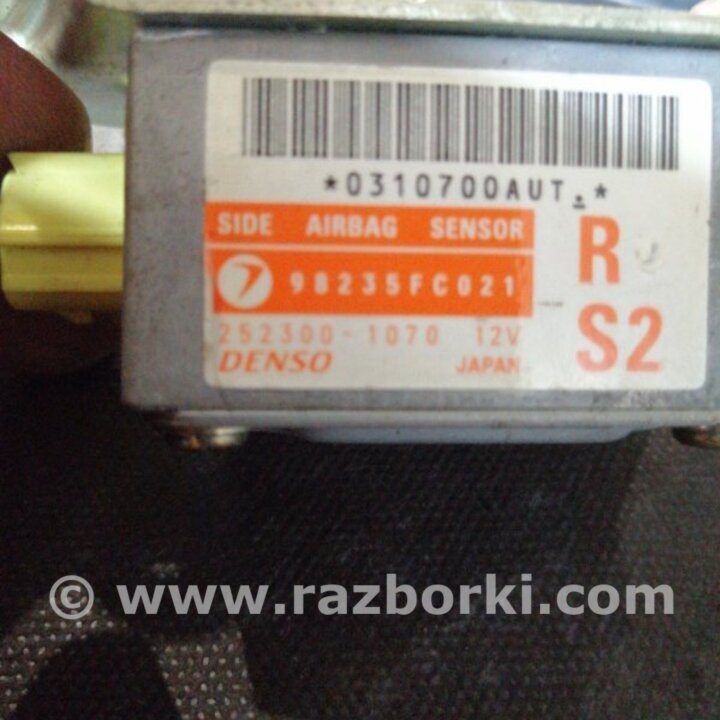 *0310700AUT.*
SIDE AIRBAG SENSOR
98235FC021
252300-1070 12V
DENSO JAPAN
R
S2
© www.razborki.com